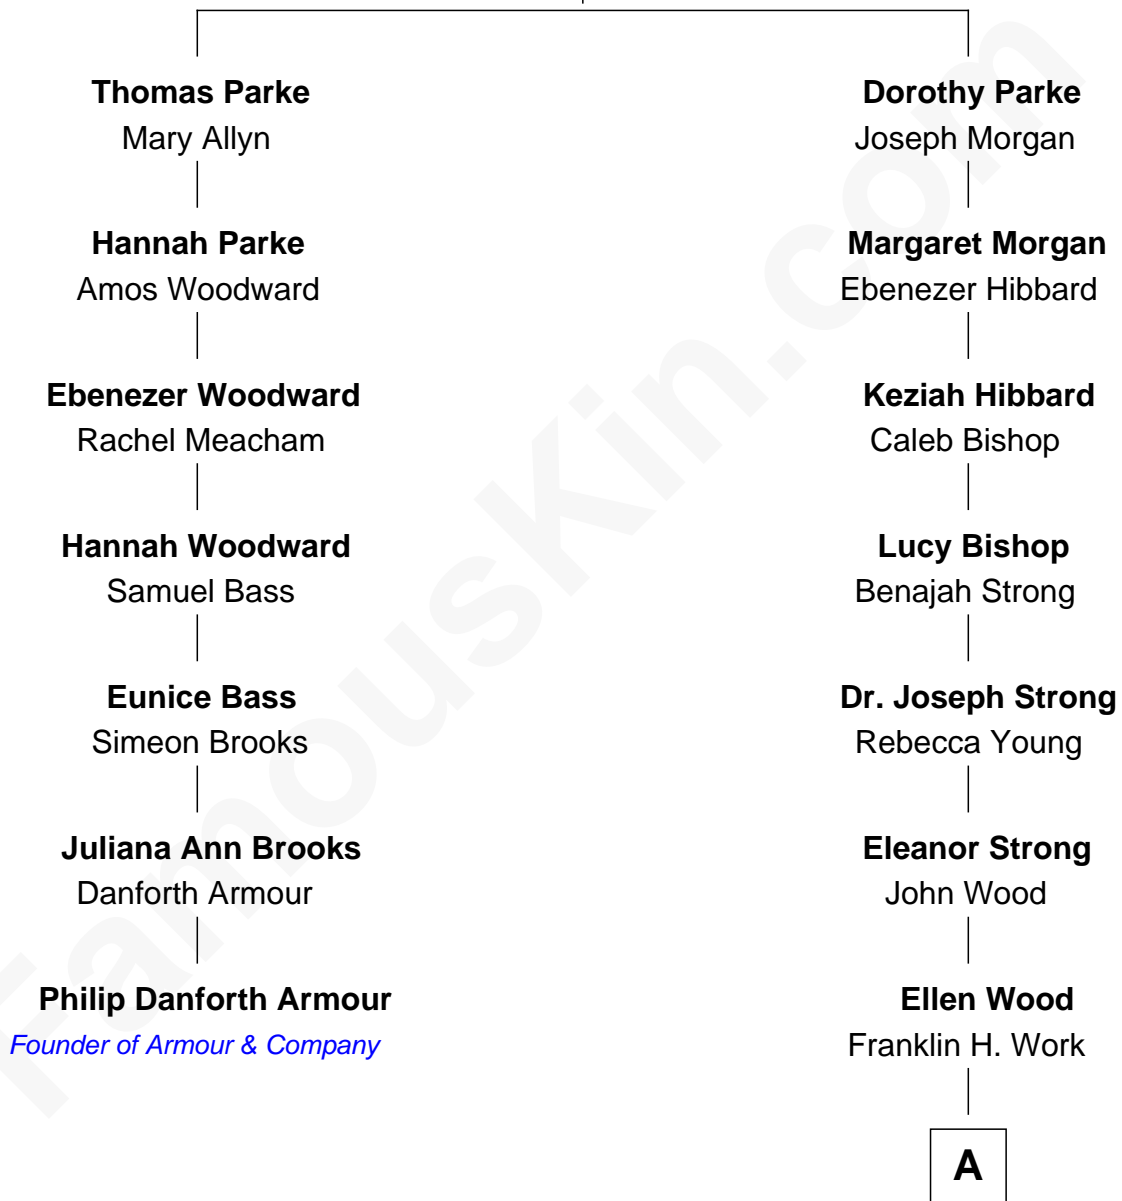 Thomas Parke
Mary Allyn
Hannah Parke
Amos Woodward
Ebenezer Woodward
Rachel Meacham
Hannah Woodward
Samuel Bass
Eunice Bass
Simeon Brooks
Juliana Ann Brooks
Danforth Armour
Philip Danforth Armour
Founder of Armour & Company
Dorothy Parke
Joseph Morgan
Margaret Morgan
Ebenezer Hibbard
Keziah Hibbard
Caleb Bishop
Lucy Bishop
Benajah Strong
Dr. Joseph Strong
Rebecca Young
Eleanor Strong
John Wood
Ellen Wood
Franklin H. Work
A
FamousKin.com